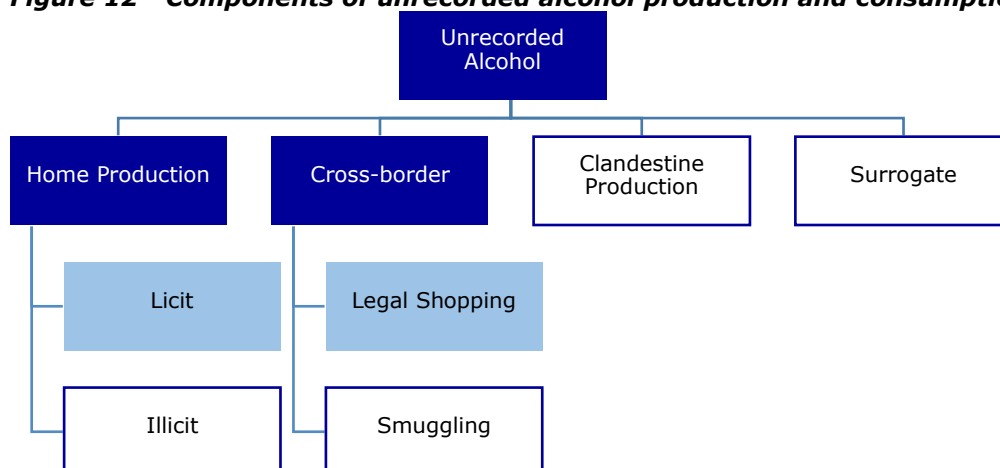 Figure 12 Components of unrecorded alcohol production and
Unrecorded
Alcohol
Home Production
Cross-border
Clandestine
Production
Surrogate
Licit
Legal Shopping
Illicit
Smuggling